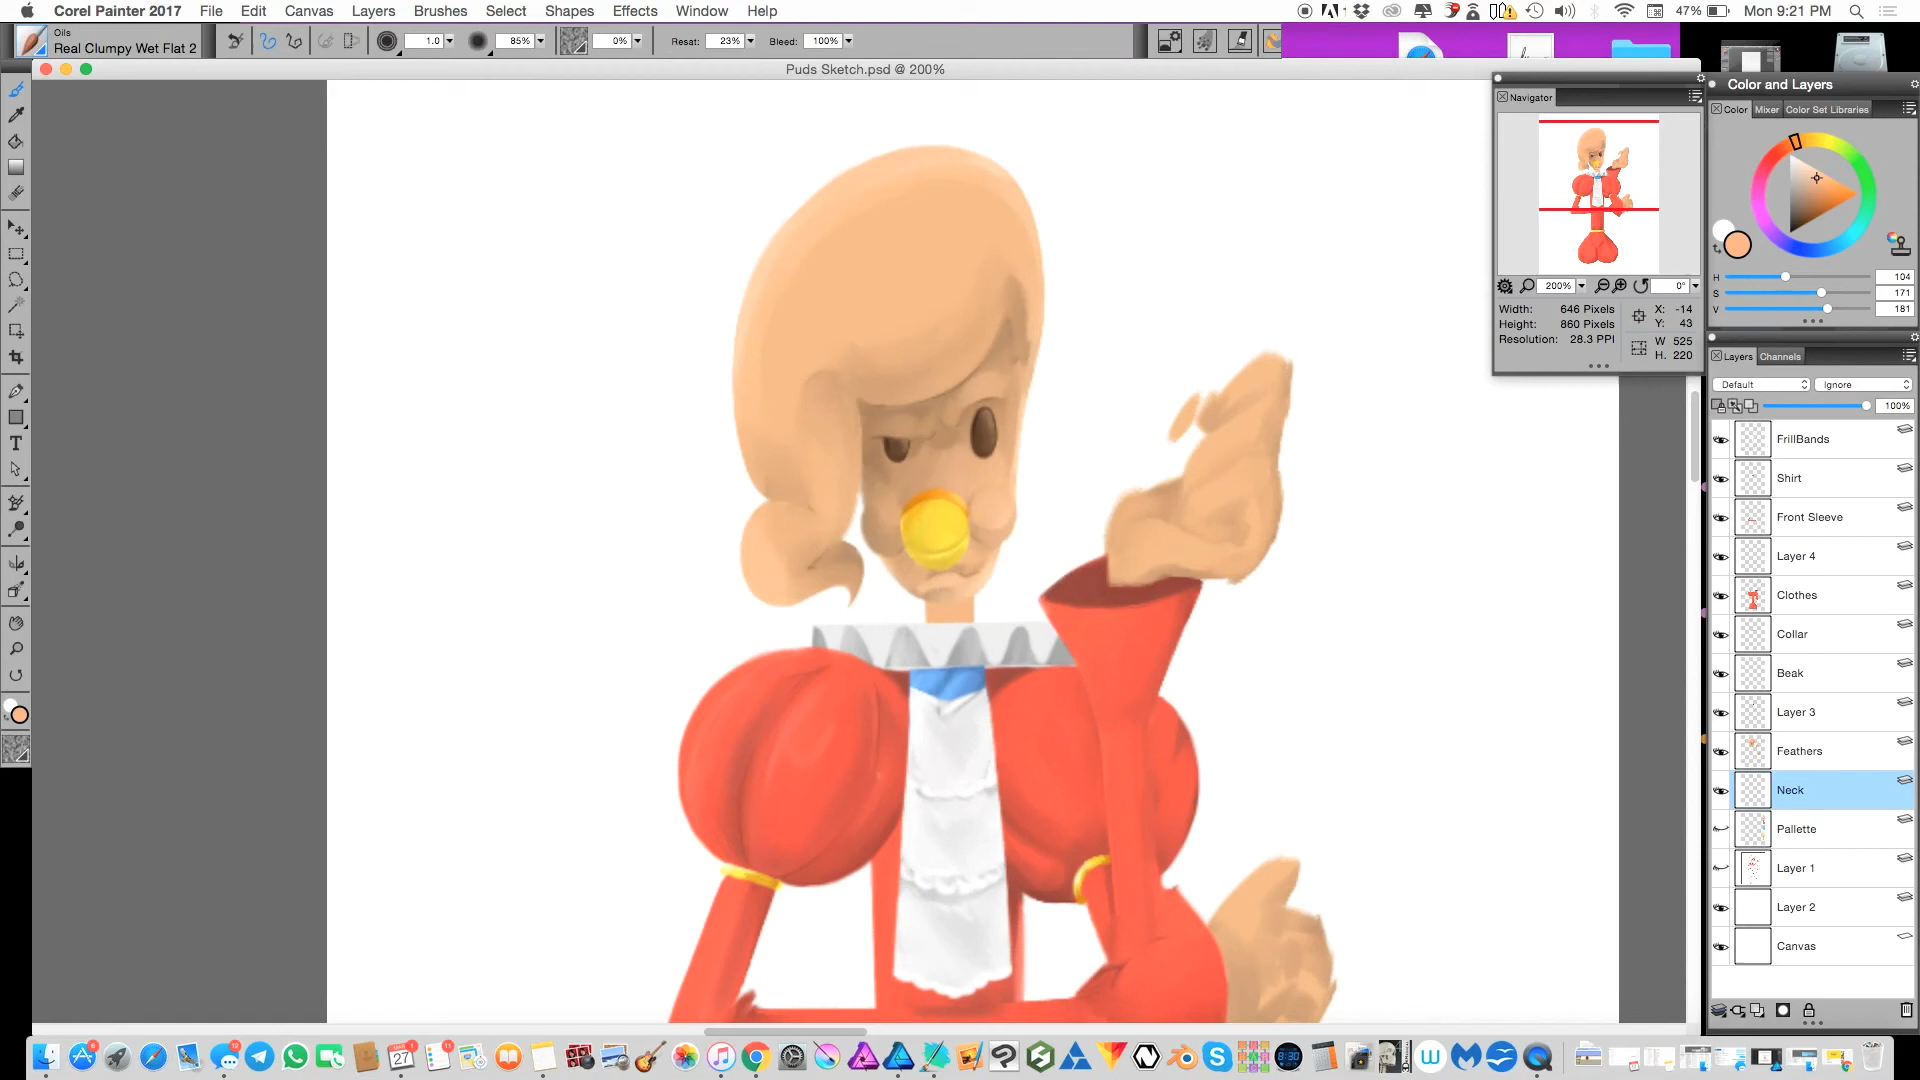 Corel Painter 2017 File Edit Canvas Layers Brushes Select Shapes Effects Window Help 47% Mon 9:21 PM
Oils
Real Clumpy Wet Flat 2
1.0 85% 0% Resat: 23% Bleed: 100%
Puds Sketch.psd @ 200%
Navigator
200% 0°
Width: 646 Pixels X: -14
Height: 860 Pixels Y: 43
Resolution: 28.3 PPI W 525
H. 220
Color and Layers
Color Mixer Color Set Libraries
H 104
S 171
V 181
Layers Channels
Default Ignore
100%
FrillBands
Shirt
Front Sleeve
Layer 4
Clothes
Collar
Beak
Layer 3
Feathers
Neck
Pallette
Layer 1
Layer 2
Canvas
T
27
8:30